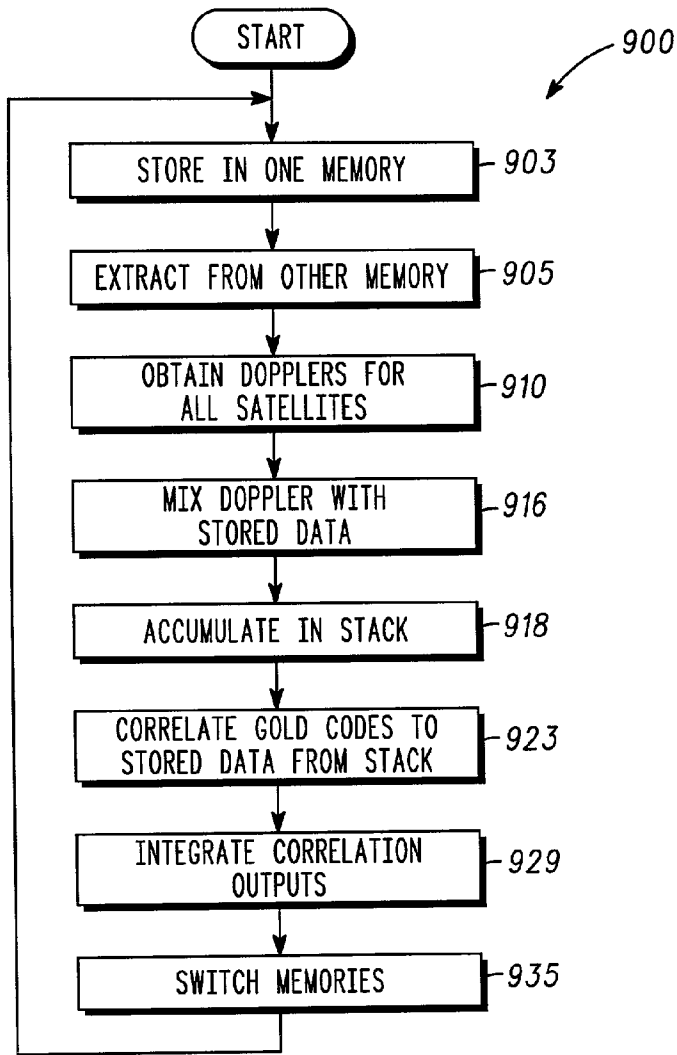 START
900
STORE IN ONE MEMORY
903
EXTRACT FROM OTHER MEMORY
905
OBTAIN DOPPLERS FOR
ALL SATELLITES
910
MIX DOPPLER WITH
STORED DATA
916
ACCUMULATE IN STACK
918
CORRELATE GOLD CODES TO
STORED DATA FROM STACK
923
INTEGRATE CORRELATION
OUTPUTS
929
SWITCH MEMORIES
935